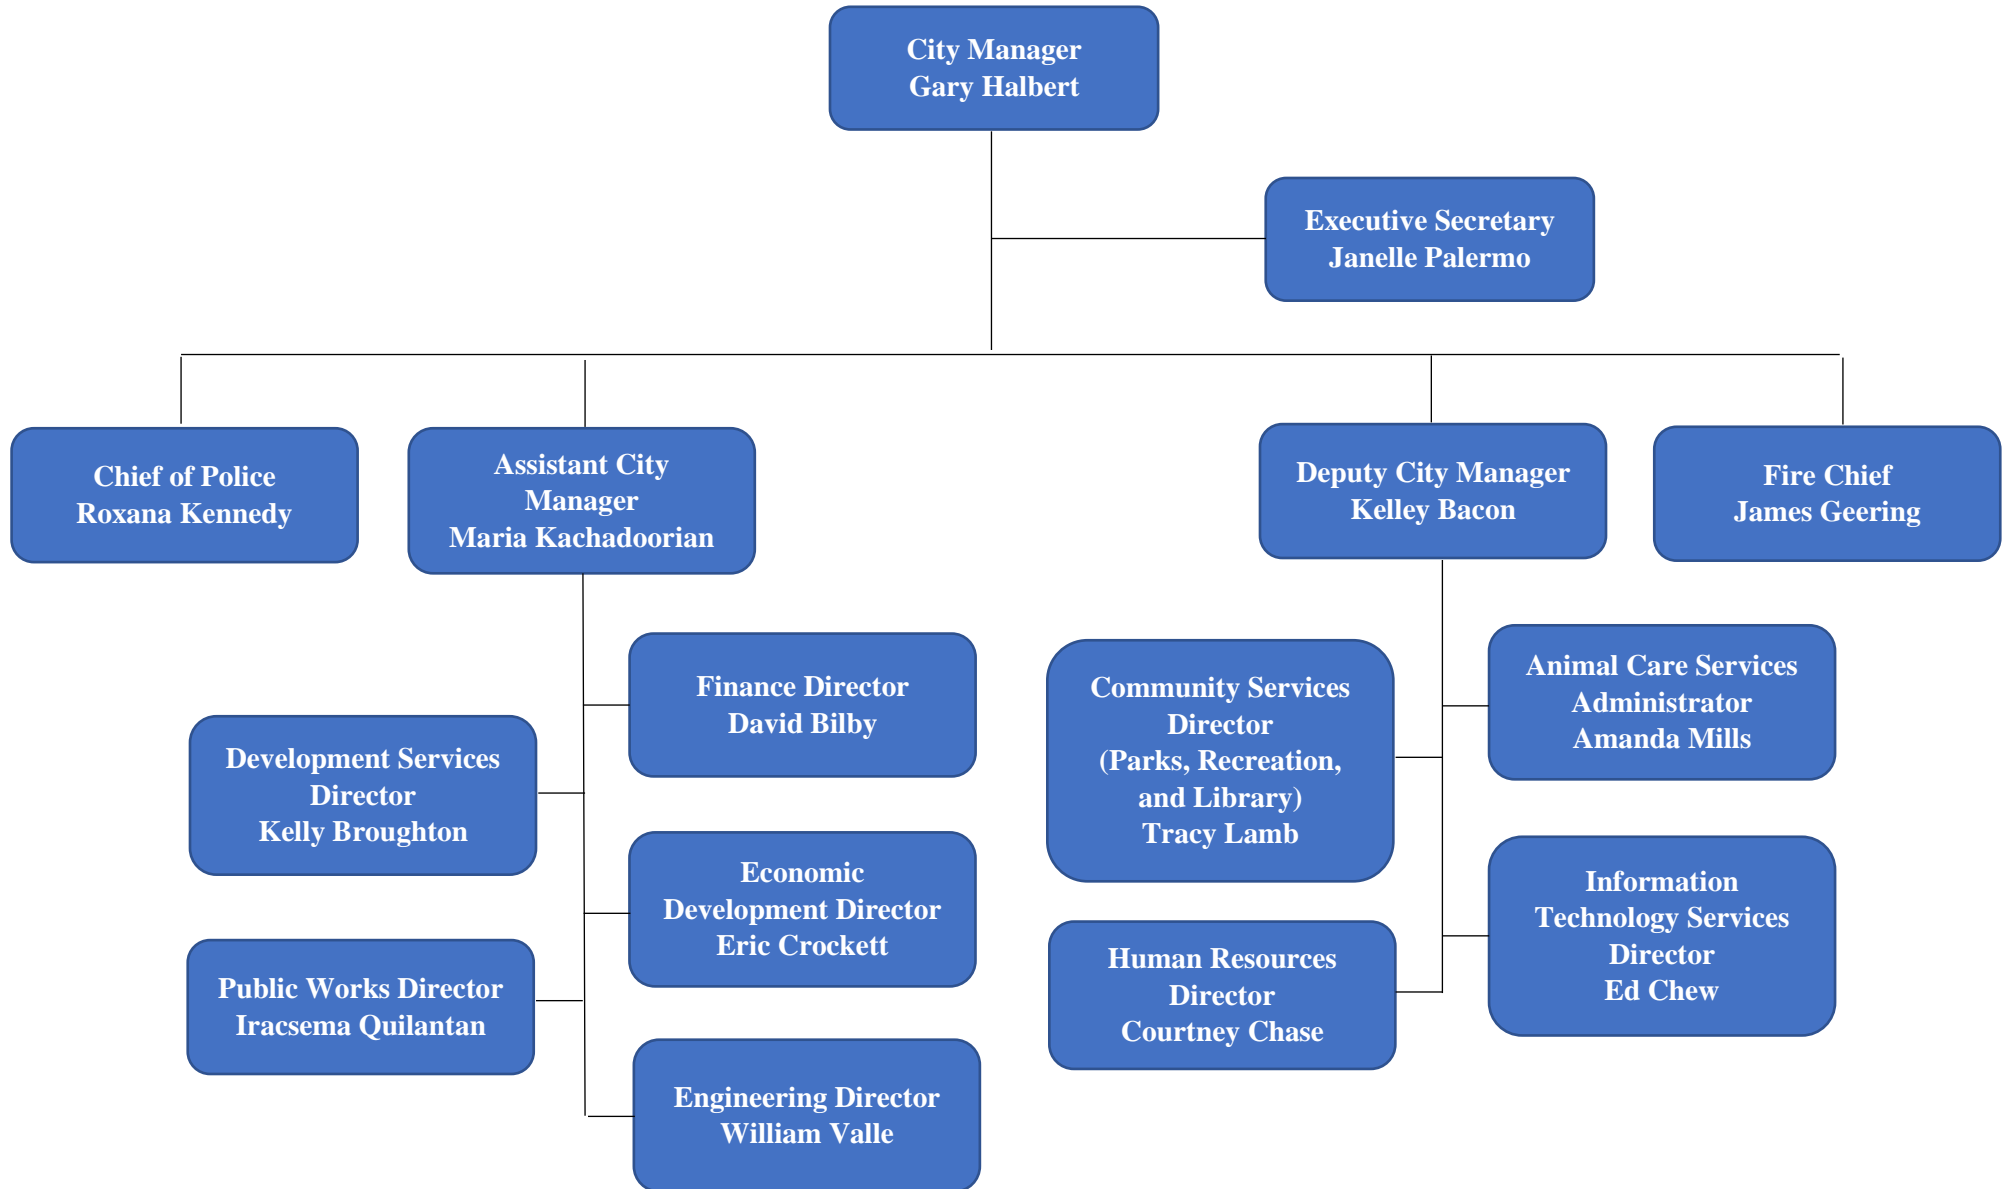 City Manager
Gary Halbert
Executive Secretary
Janelle Palermo
Chief of Police
Roxana Kennedy
Assistant City
Manager
Maria Kachadoorian
Deputy City Manager
Kelley Bacon
Fire Chief
James Geering
Finance Director
David Bilby
Development Services
Director
Kelly Broughton
Economic
Development Director
Eric Crockett
Public Works Director
Iracsema Quilantan
Engineering Director
William Valle
Community Services
Director
(Parks, Recreation,
and Library)
Tracy Lamb
Animal Care Services
Administrator
Amanda Mills
Human Resources
Director
Courtney Chase
Information
Technology Services
Director
Ed Chew